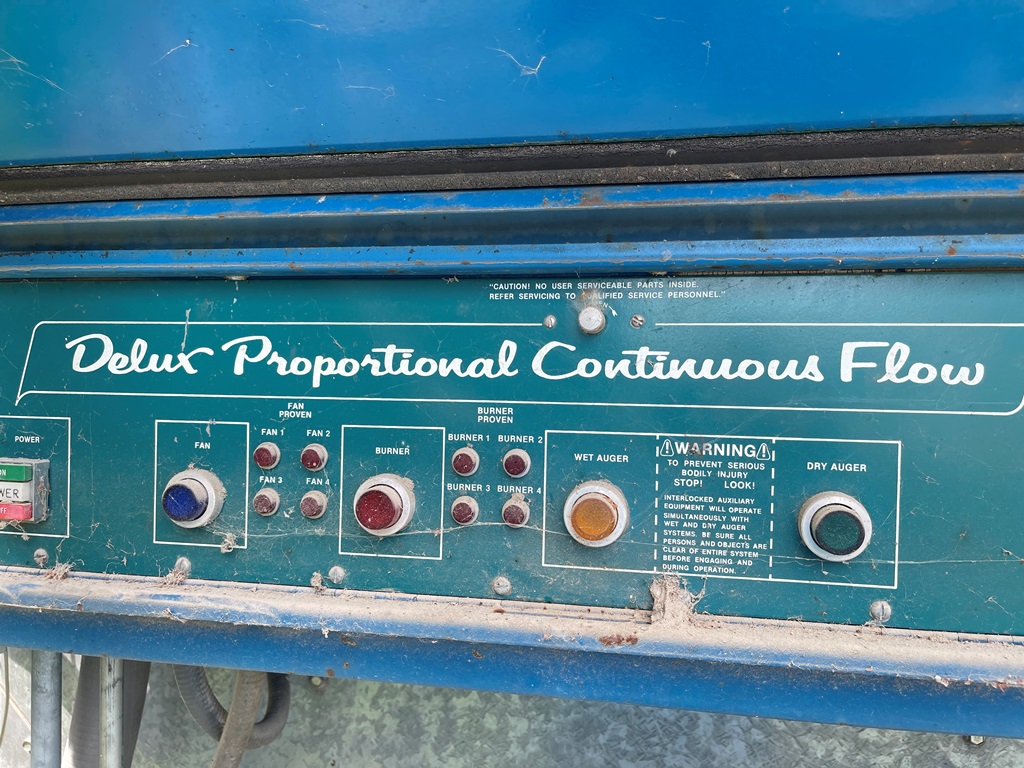 "CAUTION! NO USER SERVICEABLE PARTS INSIDE.
REFER SERVICING TO QUALIFIED SERVICE PERSONNEL."
Delux Proportional Continuous Flow
POWER
ON
POWER
OFF
FAN
FAN
PROVEN
FAN 1 FAN 2
FAN 3 FAN 4
BURNER
BURNER
PROVEN
BURNER 1 BURNER 2
BURNER 3 BURNER 4
WET AUGER
WARNING
TO PREVENT SERIOUS
BODILY INJURY
STOP! LOOK!
INTERLOCKED AUXILIARY
EQUIPMENT WILL OPERATE
SIMULTANEOUSLY WITH
WET AND DRY AUGER
SYSTEMS. BE SURE ALL
PERSONS AND OBJECTS ARE
CLEAR OF ENTIRE SYSTEM
BEFORE ENGAGING AND
DURING OPERATION.
DRY AUGER